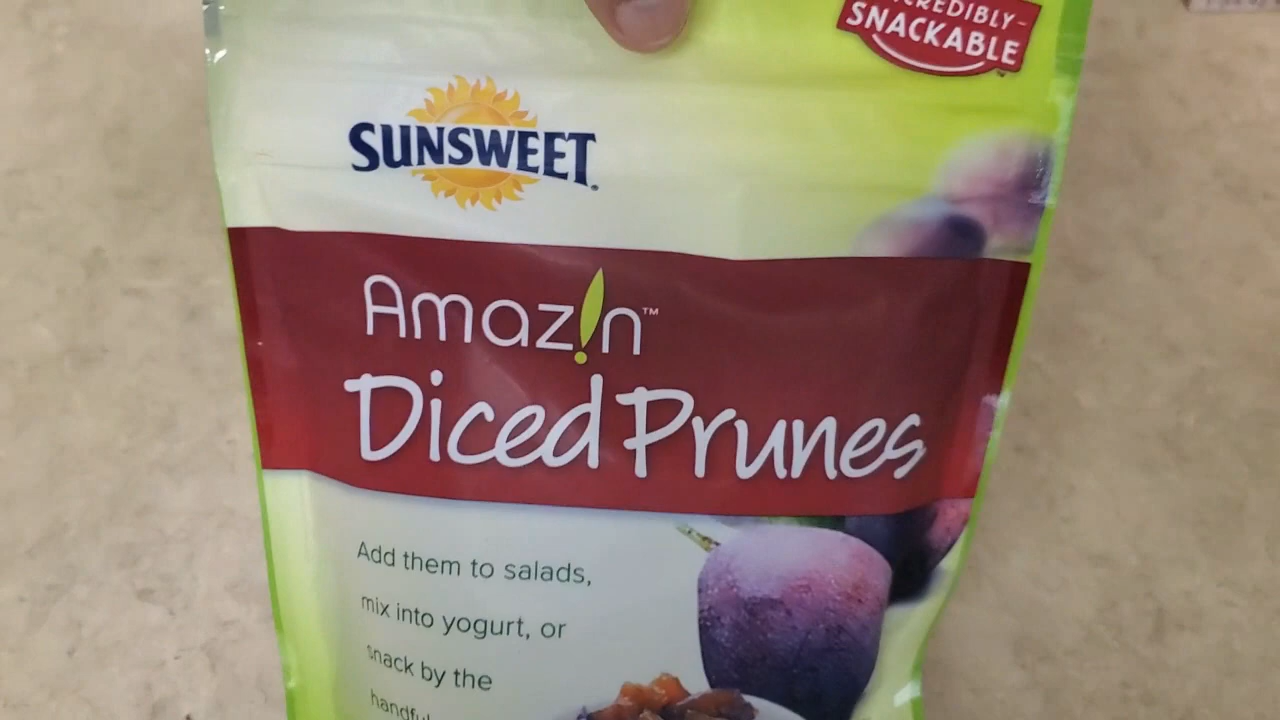 SNACKABLE
SUNSWEET
Amaz!n™
Diced Prunes
Add them to salads,
mix into yogurt, or
snack by the